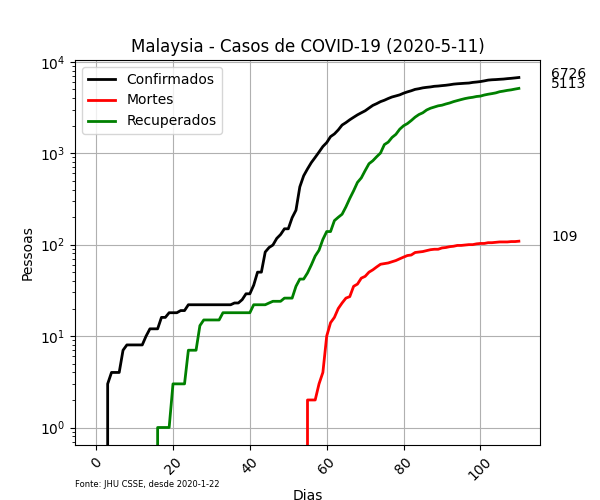 Malaysia - Casos de COVID-19 (2020-5-11)
Confirmados
Mortes
Recuperados
6726
5113
109
10^4
10^3
10^2
10^1
10^0
Pessoas
0 20 40 60 80 100
Fonte: JHU CSSE, desde 2020-1-22
Dias